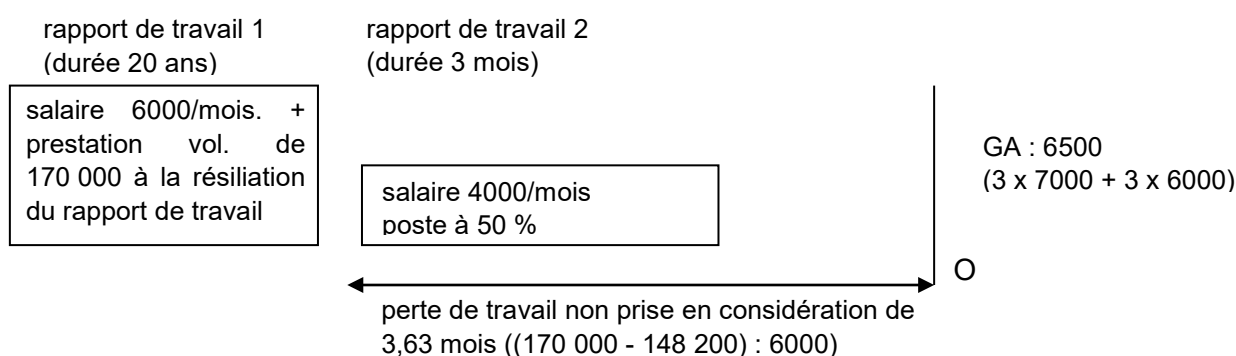 rapport de travail 1
(durée 20 ans)
rapport de travail 2
(durée 3 mois)
salaire 6000/mois. +
prestation vol. de
170 000 à la résiliation
du rapport de travail
salaire 4000/mois
poste à 50 %
GA : 6500
(3 x 7000 + 3 x 6000)
O
perte de travail non prise en considération de
3,63 mois ((170 000 - 148 200) : 6000)